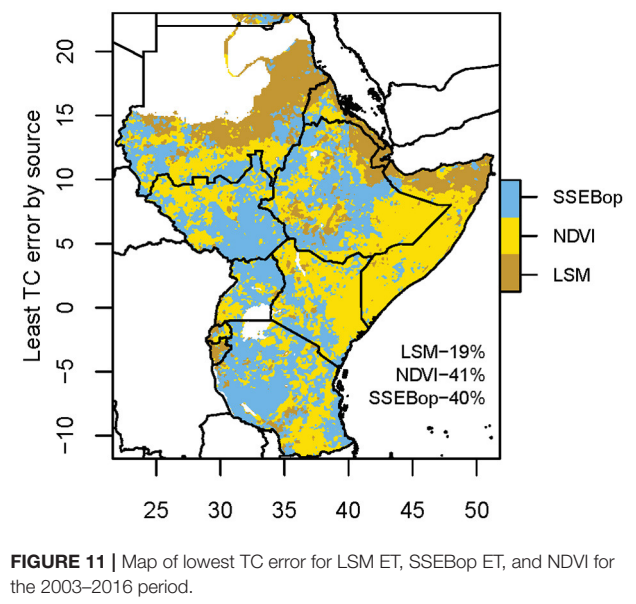 Least TC error by source
20
15
10
5
0
−5
−10
25 30 35 40 45 50
SSEBop
NDVI
LSM
LSM−19%
NDVI−41%
SSEBop−40%
FIGURE 11 | Map of lowest TC error for LSM ET, SSEBop ET, and NDVI for
the 2003–2016 period.